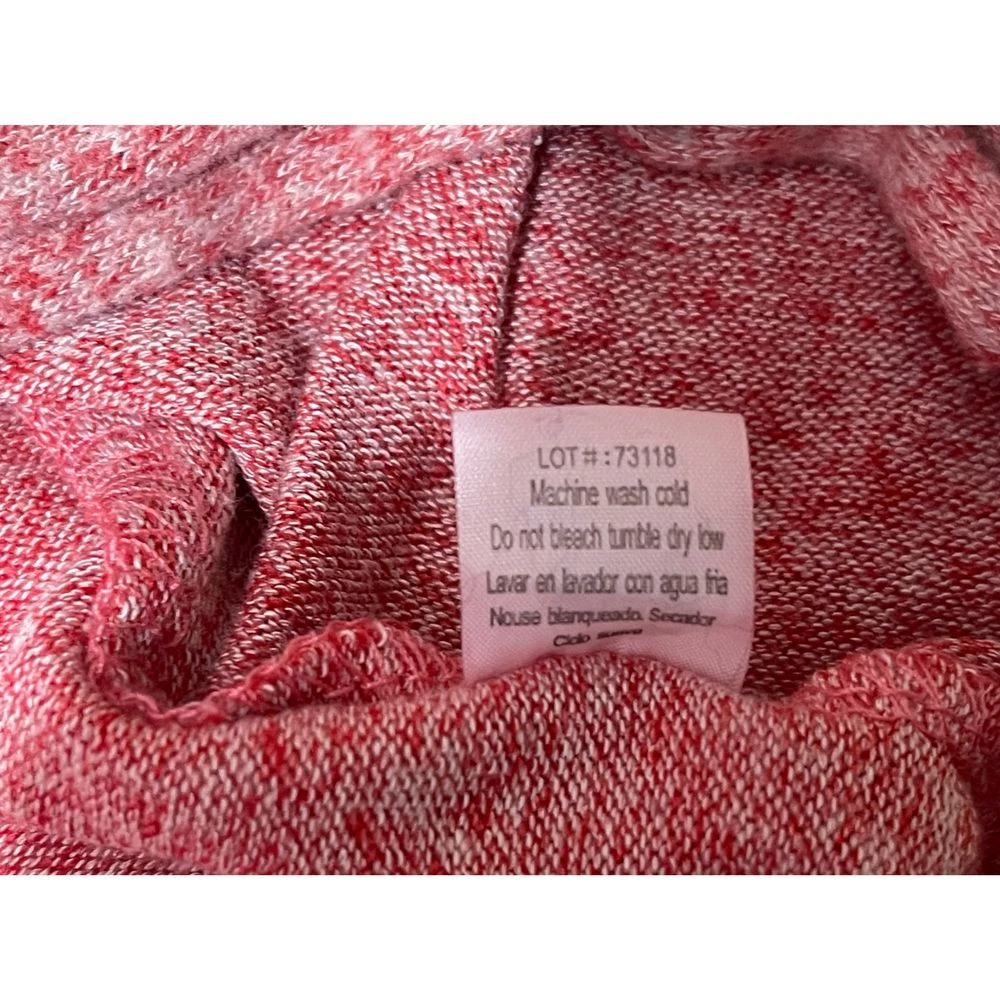 LOT#:73118
Machine wash cold
Do not bleach tumble dry low
Lavar en lavador con agua fria
Nouse blanqueado. Secador
Ciclo